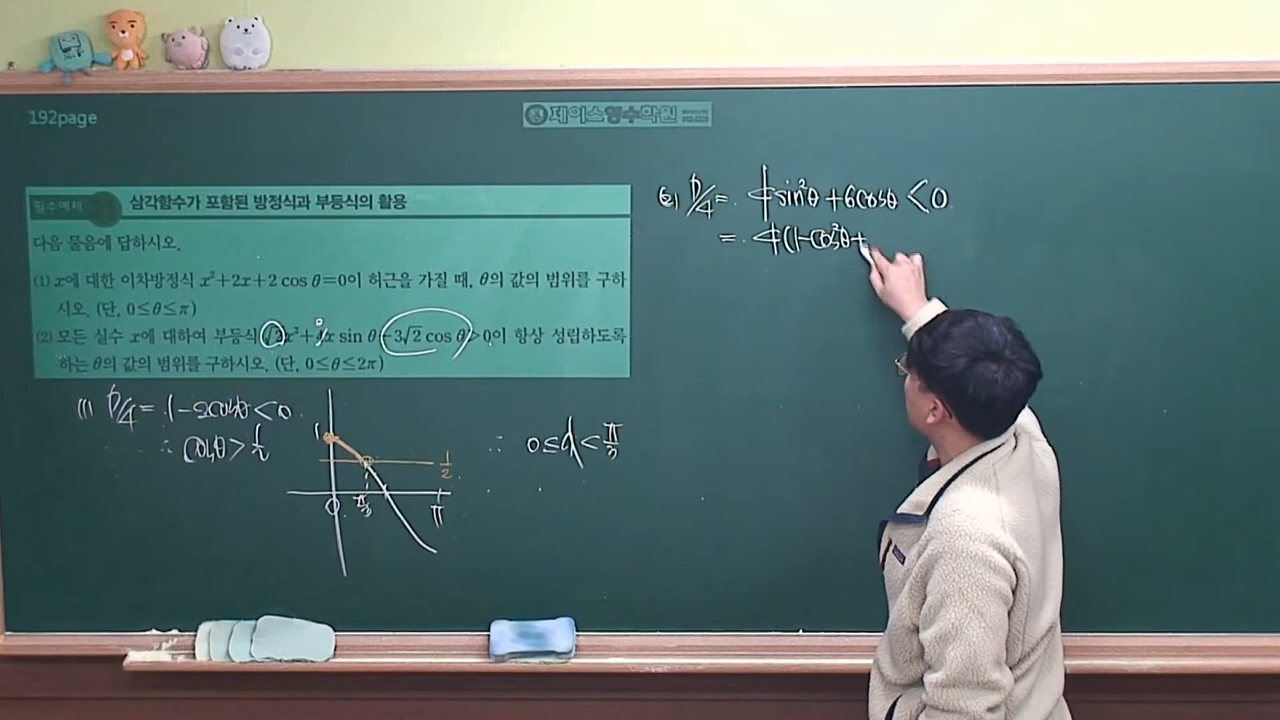 192page
제이스영수학원
필수예제
삼각함수가 포함된 방정식과 부등식의 활용
다음 물음에 답하시오.
(1) x에 대한 이차방정식 x²+2x+2 cos θ=0이 허근을 가질 때, θ의 값의 범위를 구하
시오. (단, 0≤θ≤π)
(2) 모든 실수 x에 대하여 부등식 √2x²+4x sin θ-3√2 cos θ>0이 항상 성립하도록
하는 θ의 값의 범위를 구하시오. (단, 0≤θ≤2π)
(1) D/4 = 1-2cosθ<0
∴ cosθ > 1/2
1
1/2
0
π/3
π
∴ 0≤θ<π/3
(2) D/4 = 4sin²θ+6cosθ<0
= 4(1-cos²θ+